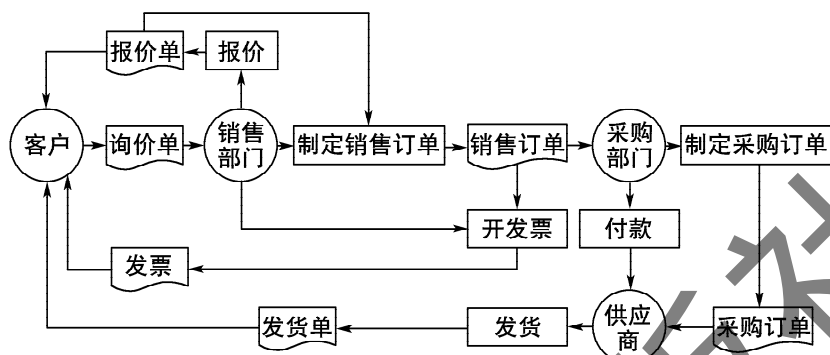 报价单
报价
客户
询价单
销售
部门
制定销售订单
销售订单
采购
部门
制定采购订单
开发票
付款
发票
发货单
发货
供应
商
采购订单
社